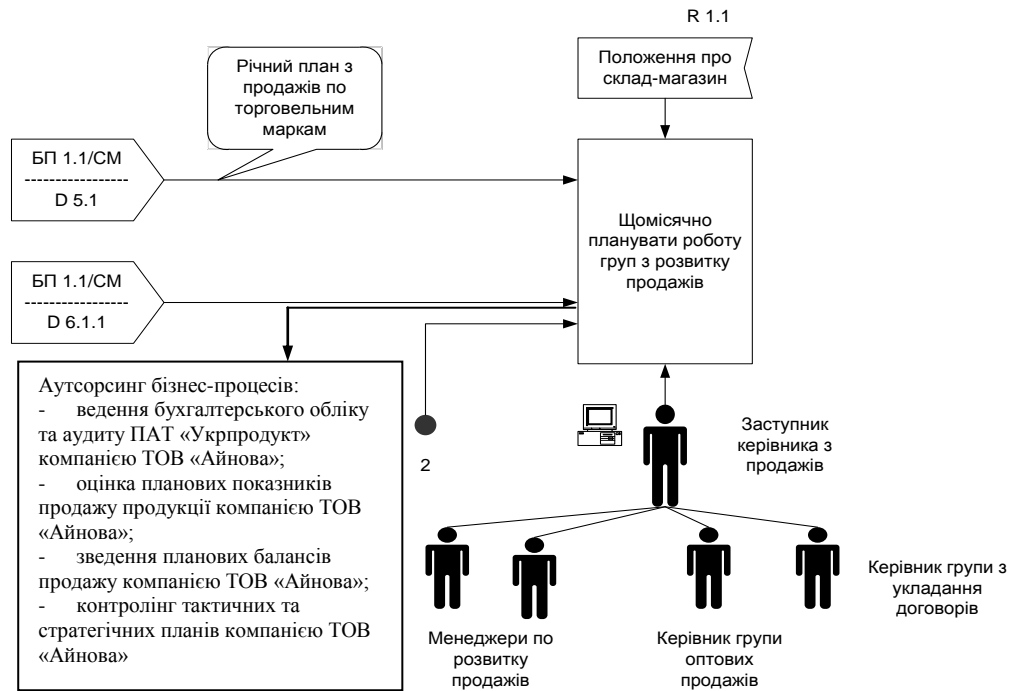 R 1.1
Положення про
склад-магазин
Річний план з
продажів по
торговельним
маркам
БП 1.1/СМ
------------------
D 5.1
Щомісячно
планувати роботу
груп з розвитку
продажів
БП 1.1/СМ
------------------
D 6.1.1
Аутсорсинг бізнес-процесів:
- ведення бухгалтерського обліку
та аудиту ПАТ «Укрпродукт»
компанією ТОВ «Айнова»;
- оцінка планових показників
продажу продукції компанією ТОВ
«Айнова»;
- зведення планових балансів
продажу компанією ТОВ «Айнова»;
- контролінг тактичних та
стратегічних планів компанією ТОВ
«Айнова»
2
Заступник
керівника з
продажів
Менеджери по
розвитку
продажів
Керівник групи
оптових
продажів
Керівник групи з
укладання
договорів